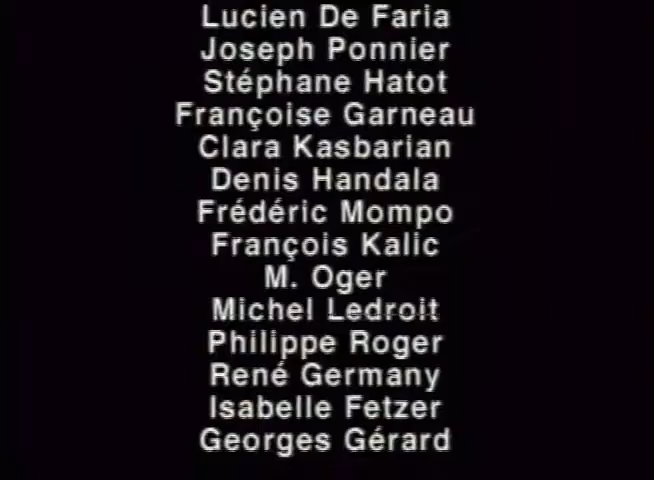 Lucien De Faria
Joseph Ponnier
Stéphane Hatot
Françoise Garneau
Clara Kasbarian
Denis Handala
Frédéric Mompo
François Kalic
M. Oger
Michel Ledroit
Philippe Roger
René Germany
Isabelle Fetzer
Georges Gérard